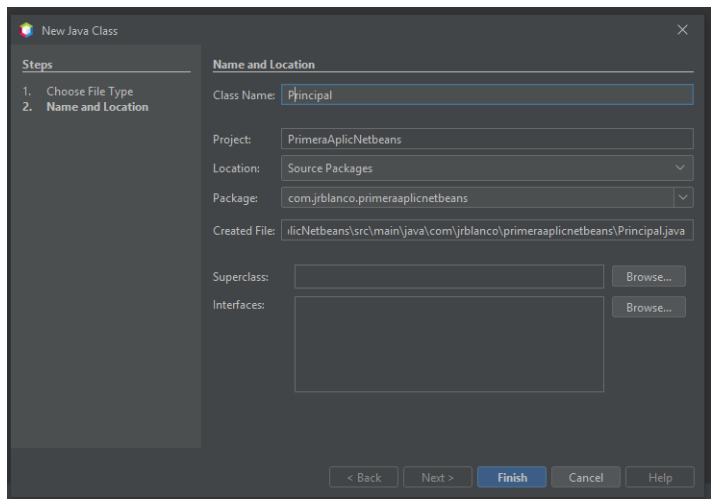 New Java Class
Steps
1. Choose File Type
2. Name and Location
Name and Location
Class Name: Principal
Project: PrimeraAplicNetbeans
Location: Source Packages
Package: com.jrblanco.primeraaplicnetbeans
Created File: licNetbeans\src\main\java\com\jrblanco\primeraaplicnetbeans\Principal.java
Superclass: Browse...
Interfaces: Browse...
< Back Next > Finish Cancel Help